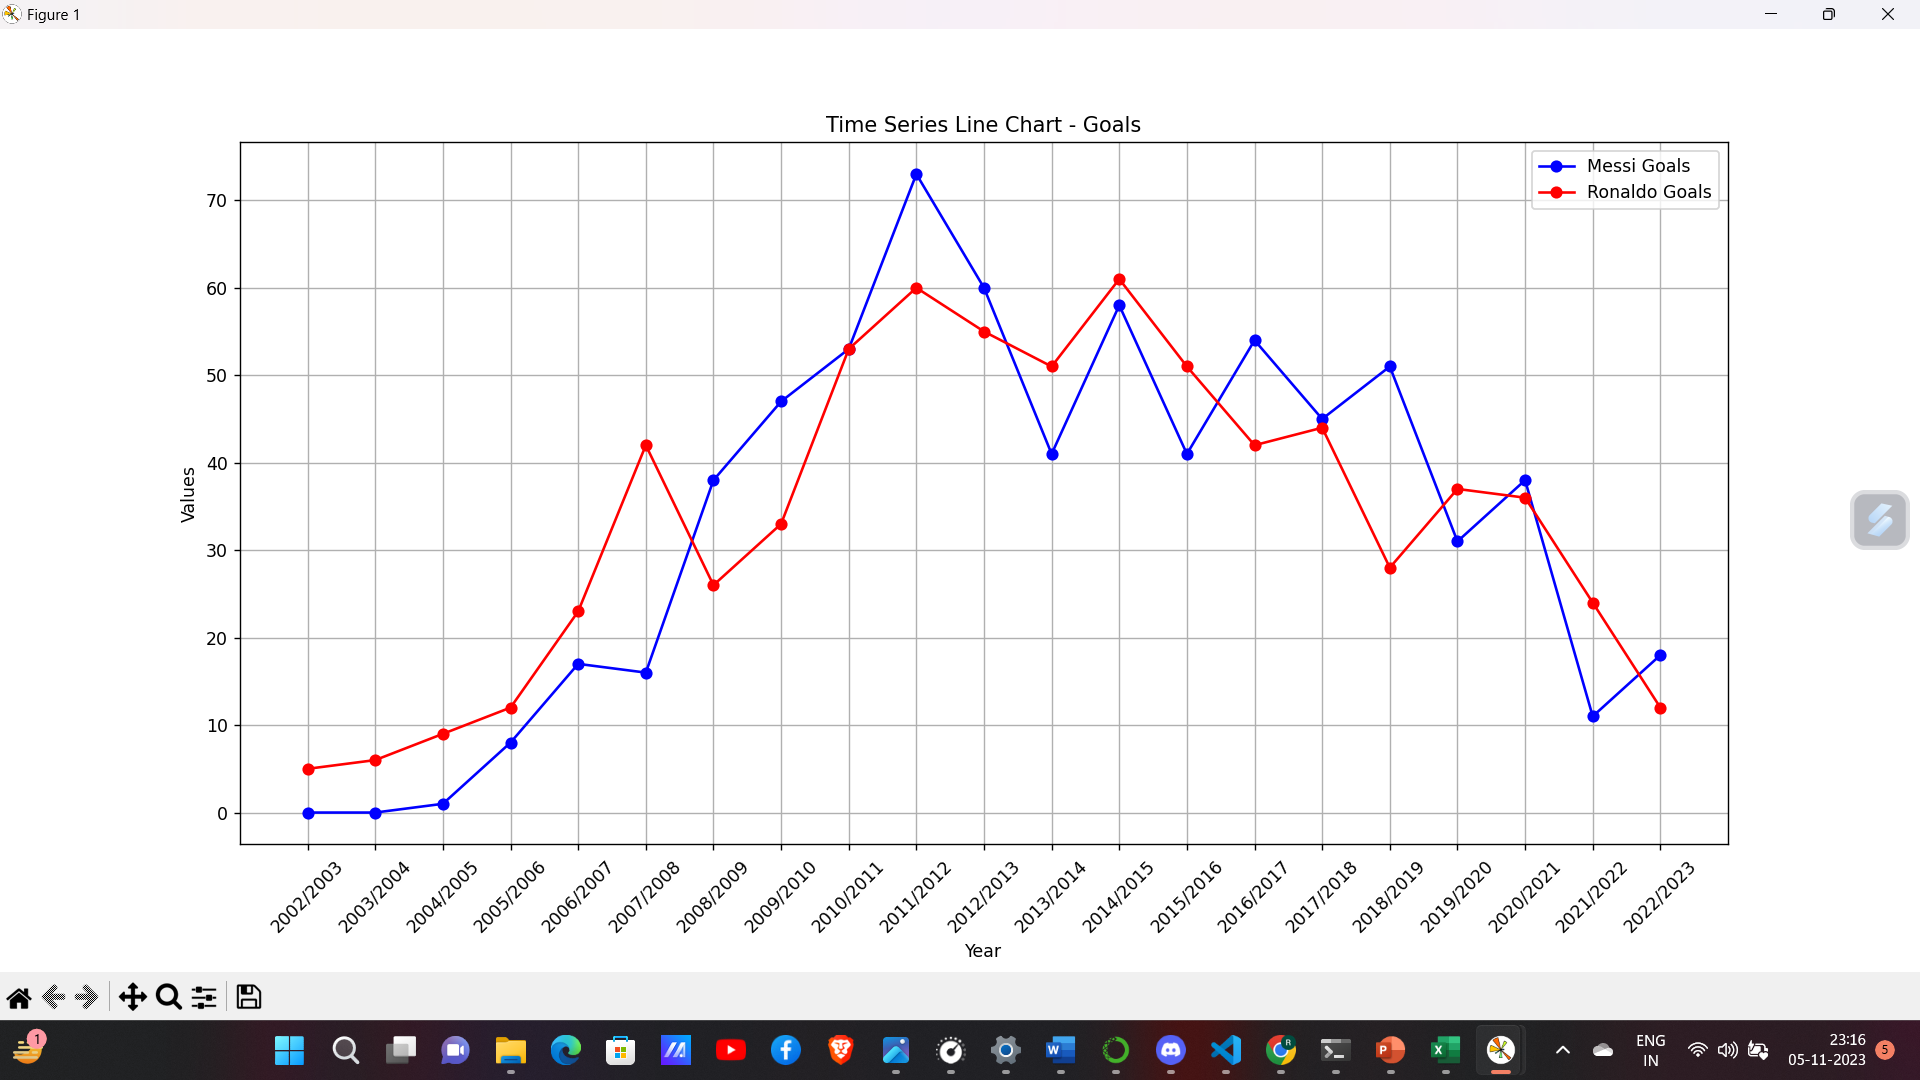 Figure 1
Time Series Line Chart - Goals
Messi Goals
Ronaldo Goals
70
60
50
40
30
20
10
0
Values
2002/2003
2003/2004
2004/2005
2005/2006
2006/2007
2007/2008
2008/2009
2009/2010
2010/2011
2011/2012
2012/2013
2013/2014
2014/2015
2015/2016
2016/2017
2017/2018
2018/2019
2019/2020
2020/2021
2021/2022
2022/2023
Year
1
W
R
P
X
ENG
IN
23:16
05-11-2023
5